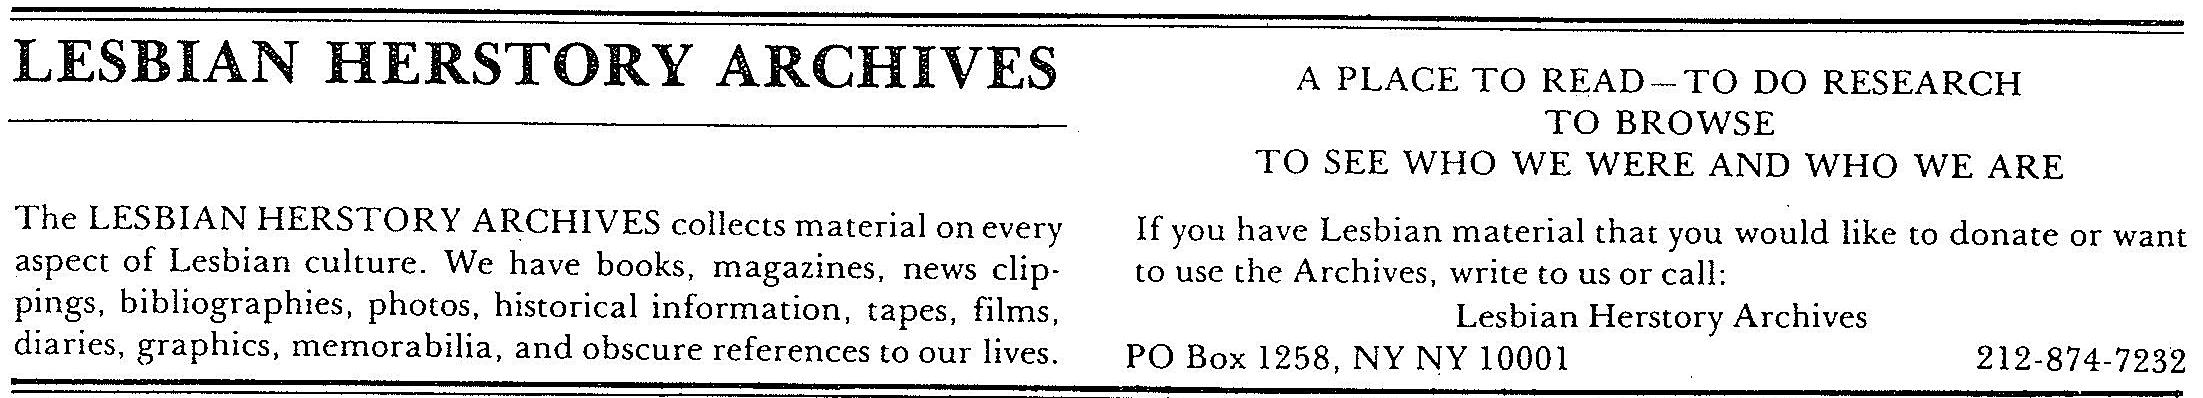 LESBIAN HERSTORY ARCHIVES
The LESBIAN HERSTORY ARCHIVES collects material on every
aspect of Lesbian culture. We have books, magazines, news clip-
pings, bibliographies, photos, historical information, tapes, films,
diaries, graphics, memorabilia, and obscure references to our lives.
A PLACE TO READ—TO DO RESEARCH
TO BROWSE
TO SEE WHO WE WERE AND WHO WE ARE
If you have Lesbian material that you would like to donate or want
to use the Archives, write to us or call:
Lesbian Herstory Archives
PO Box 1258, NY NY 10001 212-874-7232